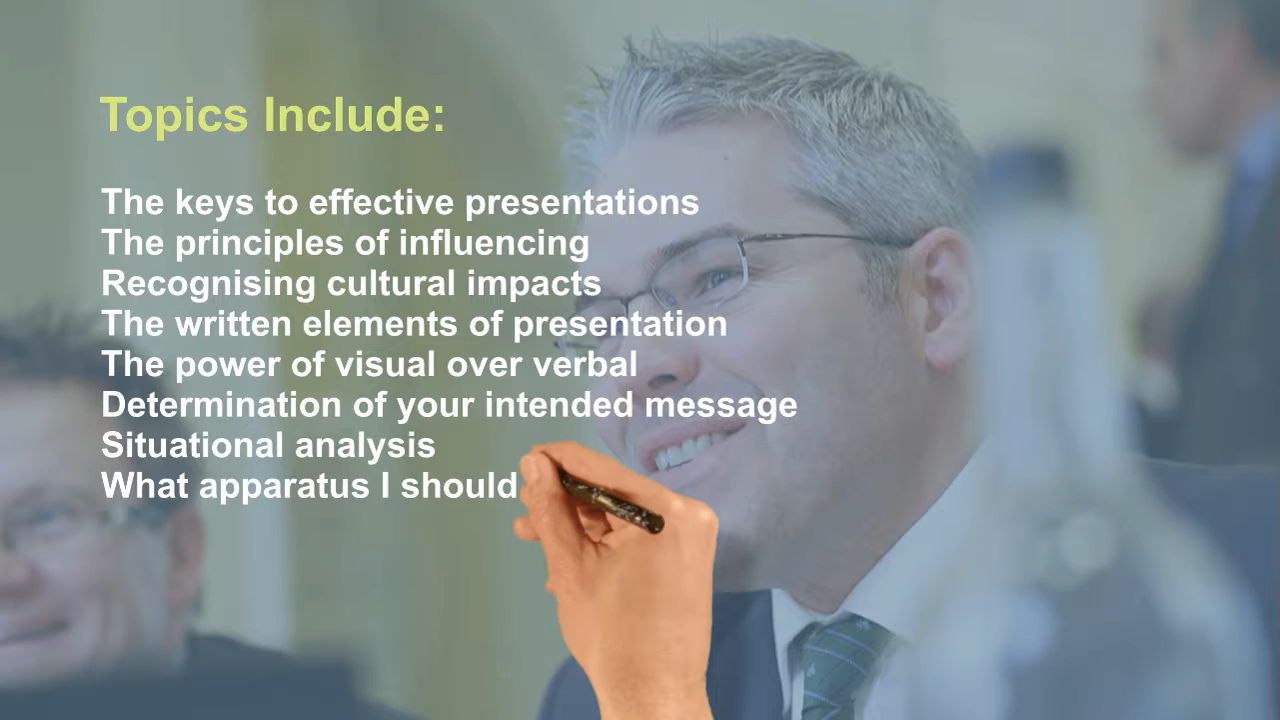 Topics Include:
The keys to effective presentations
The principles of influencing
Recognising cultural impacts
The written elements of presentation
The power of visual over verbal
Determination of your intended message
Situational analysis
What apparatus I should